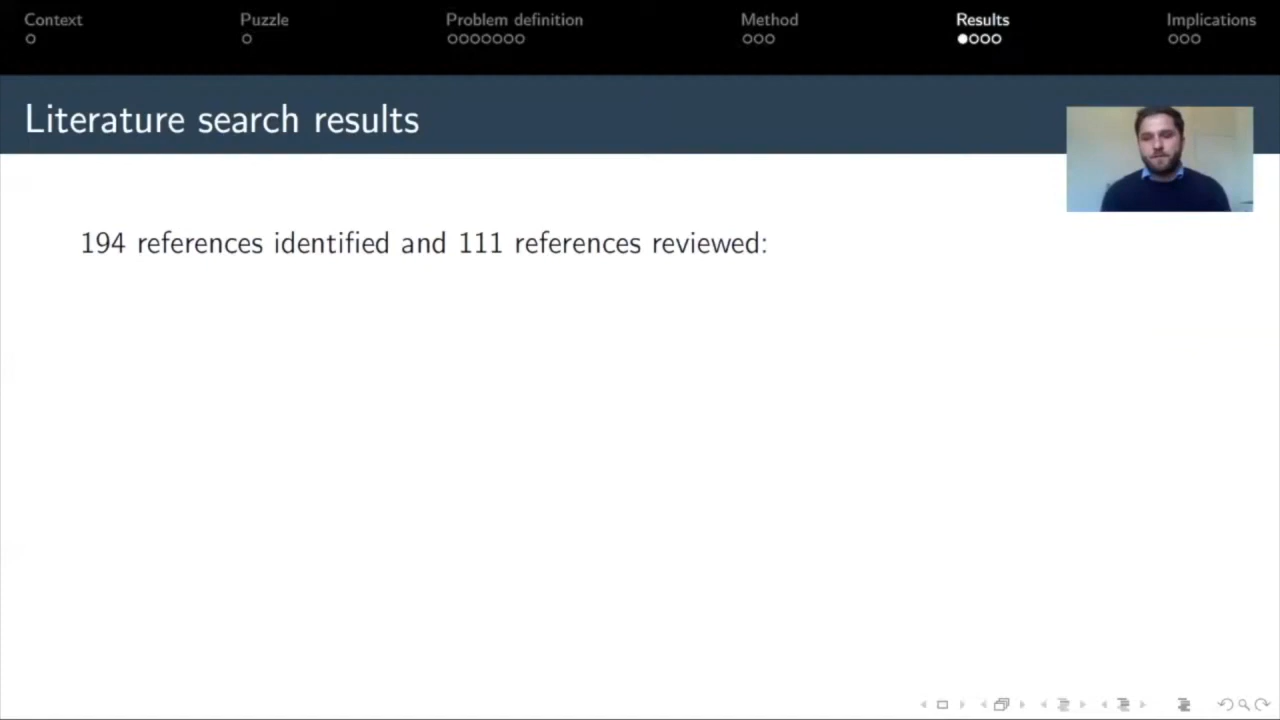 Context Puzzle Problem definition Method Results Implications
Literature search results
194 references identified and 111 references reviewed: